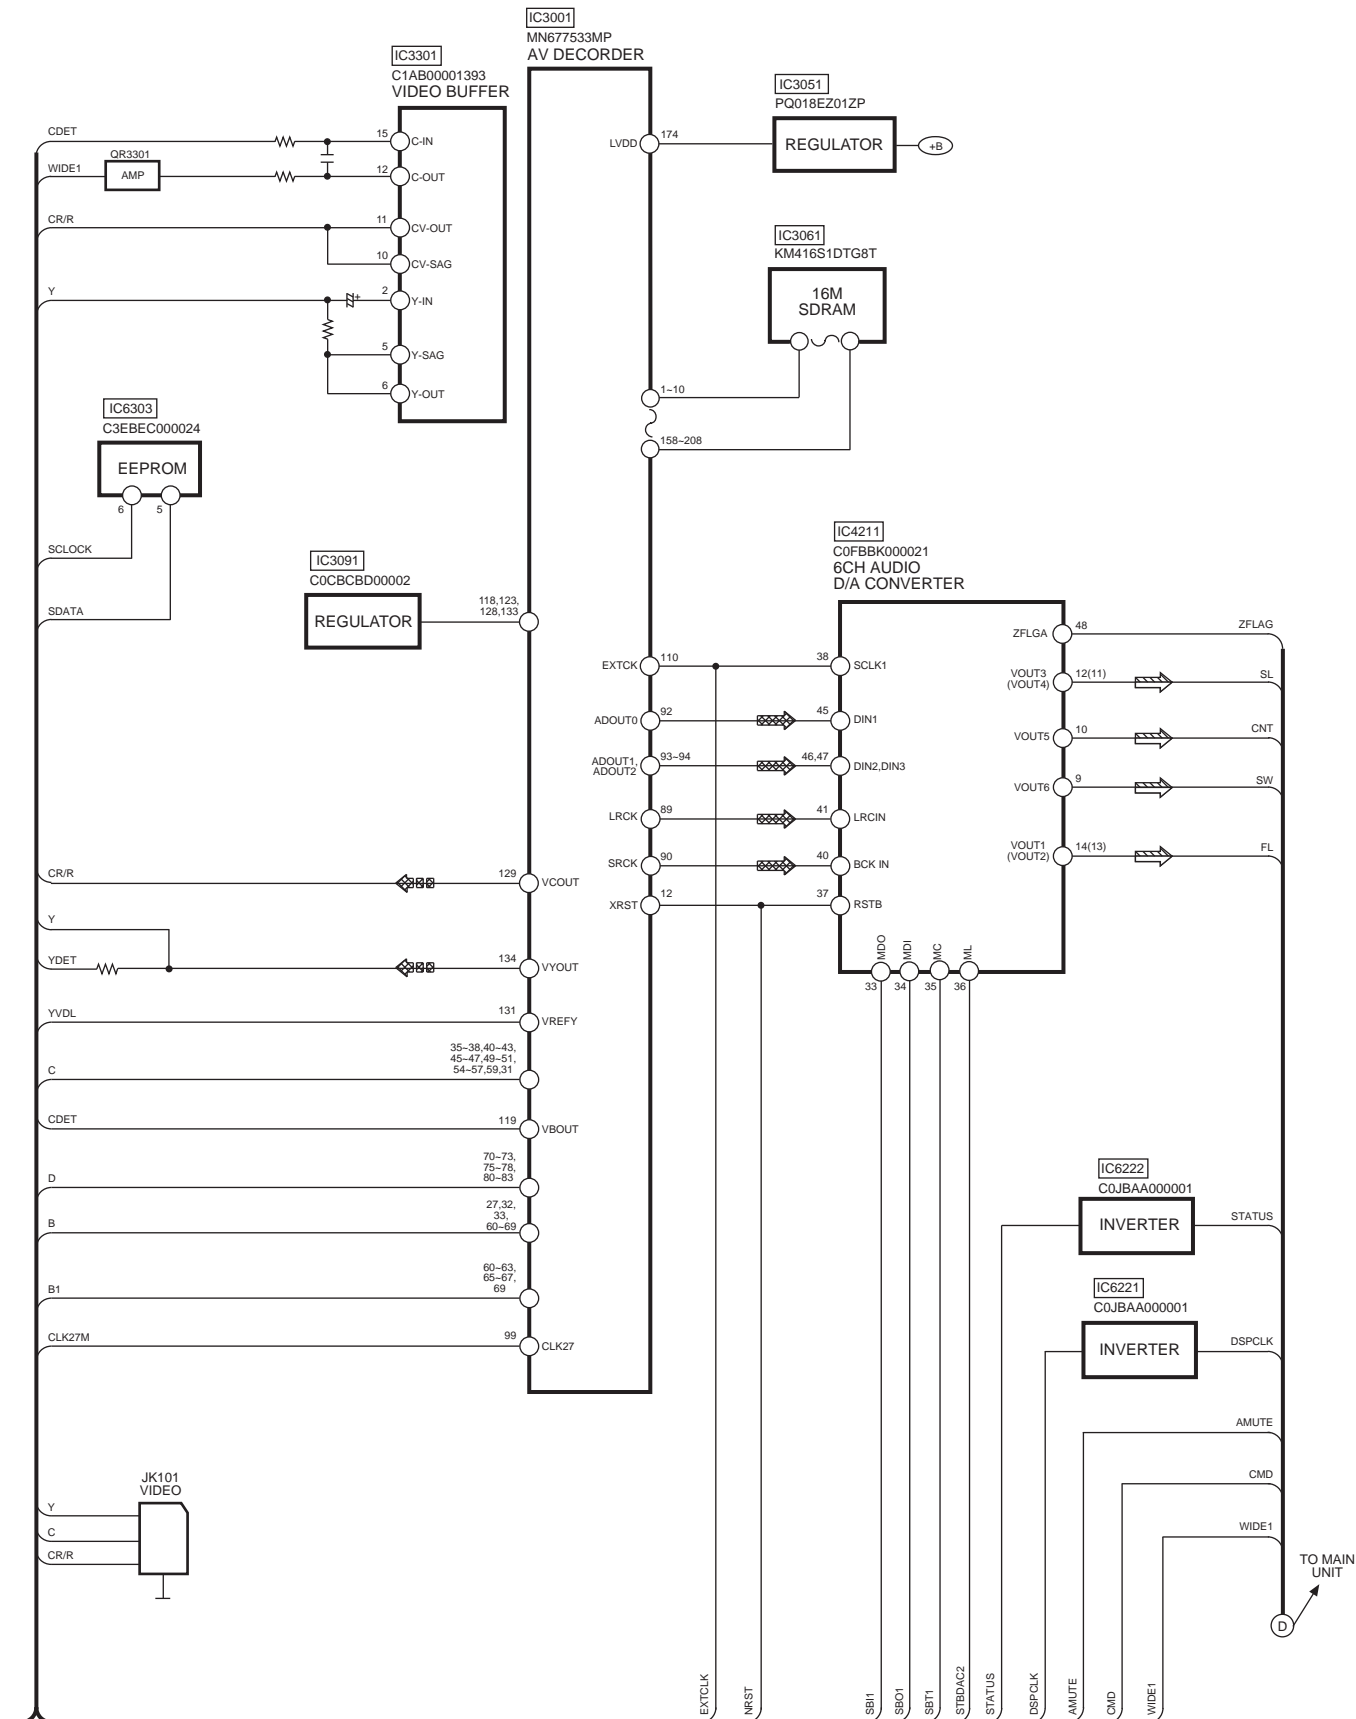 IC3001
MN677533MP
AV DECORDER
IC3301
C1AB00001393
VIDEO BUFFER
IC3051
PQ018EZ01ZP
REGULATOR
+B
CDET
15
C-IN
LVDD
174
QR3301
AMP
WIDE1
12
C-OUT
CR/R
11
CV-OUT
10
CV-SAG
IC3061
KM416S1DTG8T
16M
SDRAM
Y
+
2
Y-IN
5
Y-SAG
6
Y-OUT
1~10
158~208
IC6303
C3EBEC000024
EEPROM
6
5
SCLOCK
SDATA
IC3091
C0CBCBD00002
REGULATOR
118,123,
128,133
IC4211
C0FBBK000021
6CH AUDIO
D/A CONVERTER
ZFLGA
48
ZFLAG
EXTCK
110
38
SCLK1
VOUT3
(VOUT4)
12(11)
SL
ADOUT0
92
45
DIN1
VOUT5
10
CNT
ADOUT1,
ADOUT2
93~94
46,47
DIN2,DIN3
VOUT6
9
SW
LRCK
89
41
LRCIN
VOUT1
(VOUT2)
14(13)
FL
SRCK
90
40
BCK IN
XRST
12
37
RSTB
MDO
MDI
MC
ML
33
34
35
36
CR/R
129
VCOUT
Y
YDET
134
VYOUT
YVDL
131
VREFY
C
35~38,40~43,
45~47,49~51,
54~57,59,31
CDET
119
VBOUT
D
70~73,
75~78,
80~83
B
27,32,
33,
60~69
B1
60~63,
65~67,
69
CLK27M
99
CLK27
IC6222
C0JBAA000001
INVERTER
STATUS
IC6221
C0JBAA000001
INVERTER
DSPCLK
AMUTE
CMD
WIDE1
TO MAIN
UNIT
D
JK101
VIDEO
Y
C
CR/R
EXTCLK
NRST
SBI1
SBO1
SBT1
STBDAC2
STATUS
DSPCLK
AMUTE
CMD
WIDE1